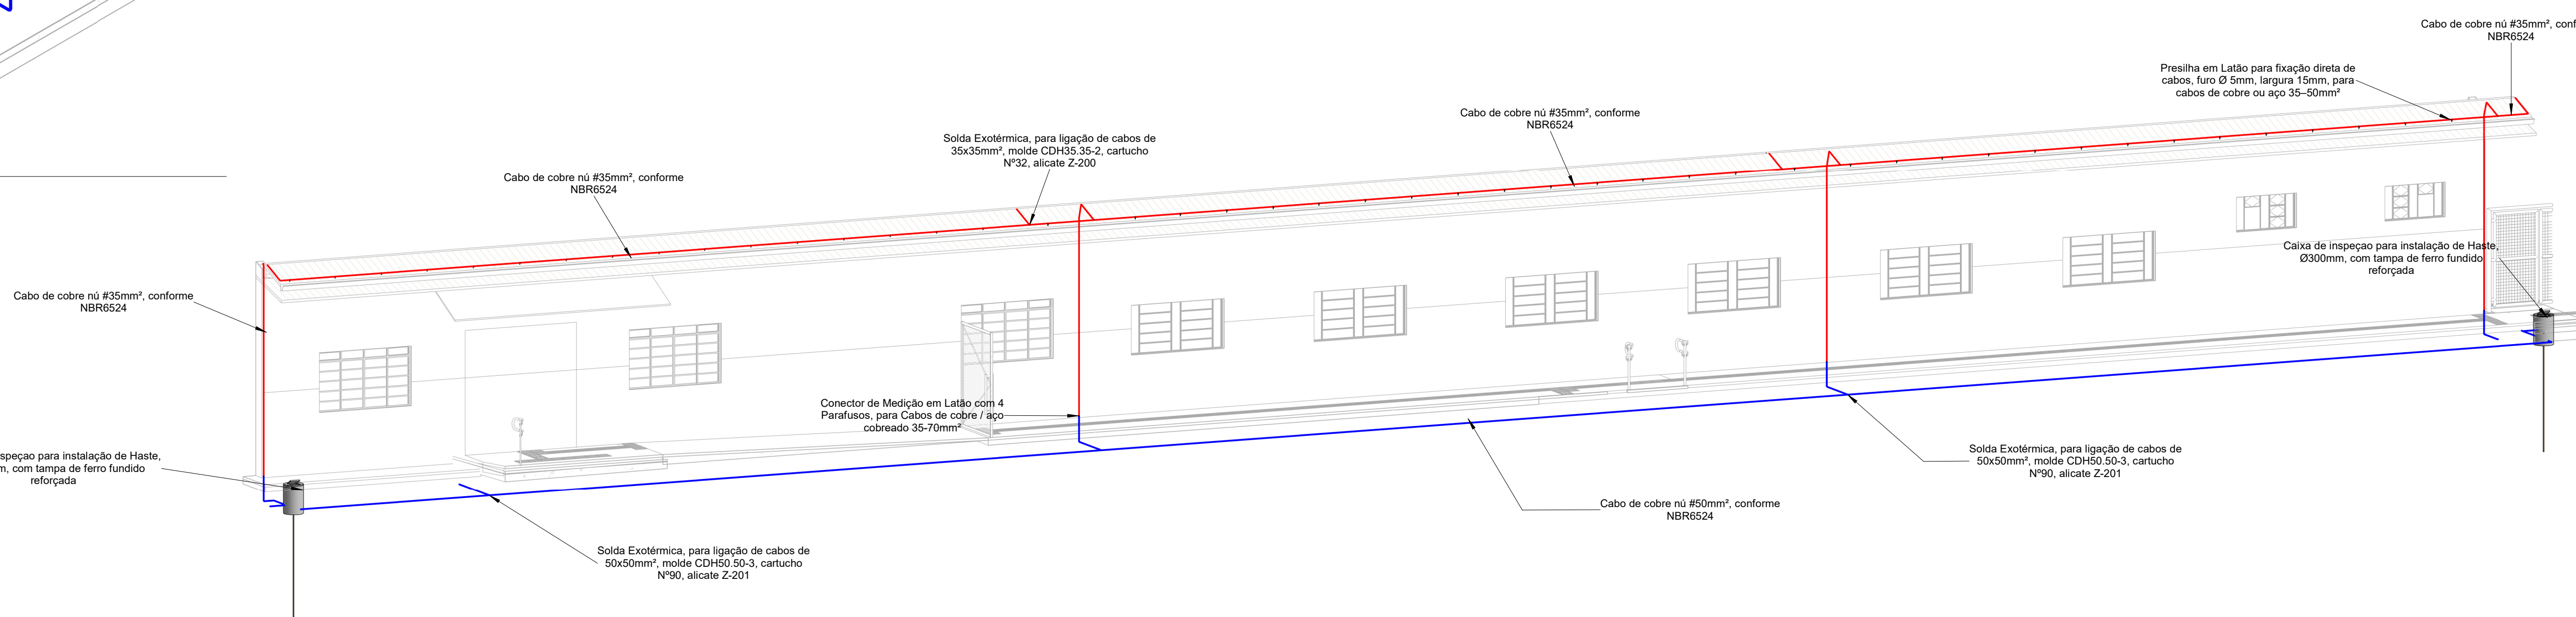 Cabo de cobre nú #35mm², conf
NBR6524
Presilha em Latão para fixação direta de
cabos, furo Ø 5mm, largura 15mm, para
cabos de cobre ou aço 35–50mm²
Cabo de cobre nú #35mm², conforme
NBR6524
Solda Exotérmica, para ligação de cabos de
35x35mm², molde CDH35.35-2, cartucho
Nº32, alicate Z-200
Cabo de cobre nú #35mm², conforme
NBR6524
Caixa de inspeçao para instalação de Haste,
Ø300mm, com tampa de ferro fundido
reforçada
Cabo de cobre nú #35mm², conforme
NBR6524
Conector de Medição em Latão com 4
Parafusos, para Cabos de cobre / aço
cobreado 35-70mm²
speçao para instalação de Haste,
m, com tampa de ferro fundido
reforçada
Solda Exotérmica, para ligação de cabos de
50x50mm², molde CDH50.50-3, cartucho
Nº90, alicate Z-201
Cabo de cobre nú #50mm², conforme
NBR6524
Solda Exotérmica, para ligação de cabos de
50x50mm², molde CDH50.50-3, cartucho
Nº90, alicate Z-201